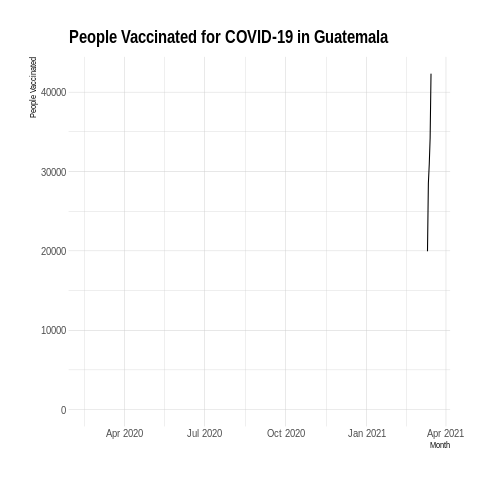 People Vaccinated for COVID-19 in Guatemala
People Vaccinated
40000
30000
20000
10000
0
Apr 2020 Jul 2020 Oct 2020 Jan 2021 Apr 2021
Month